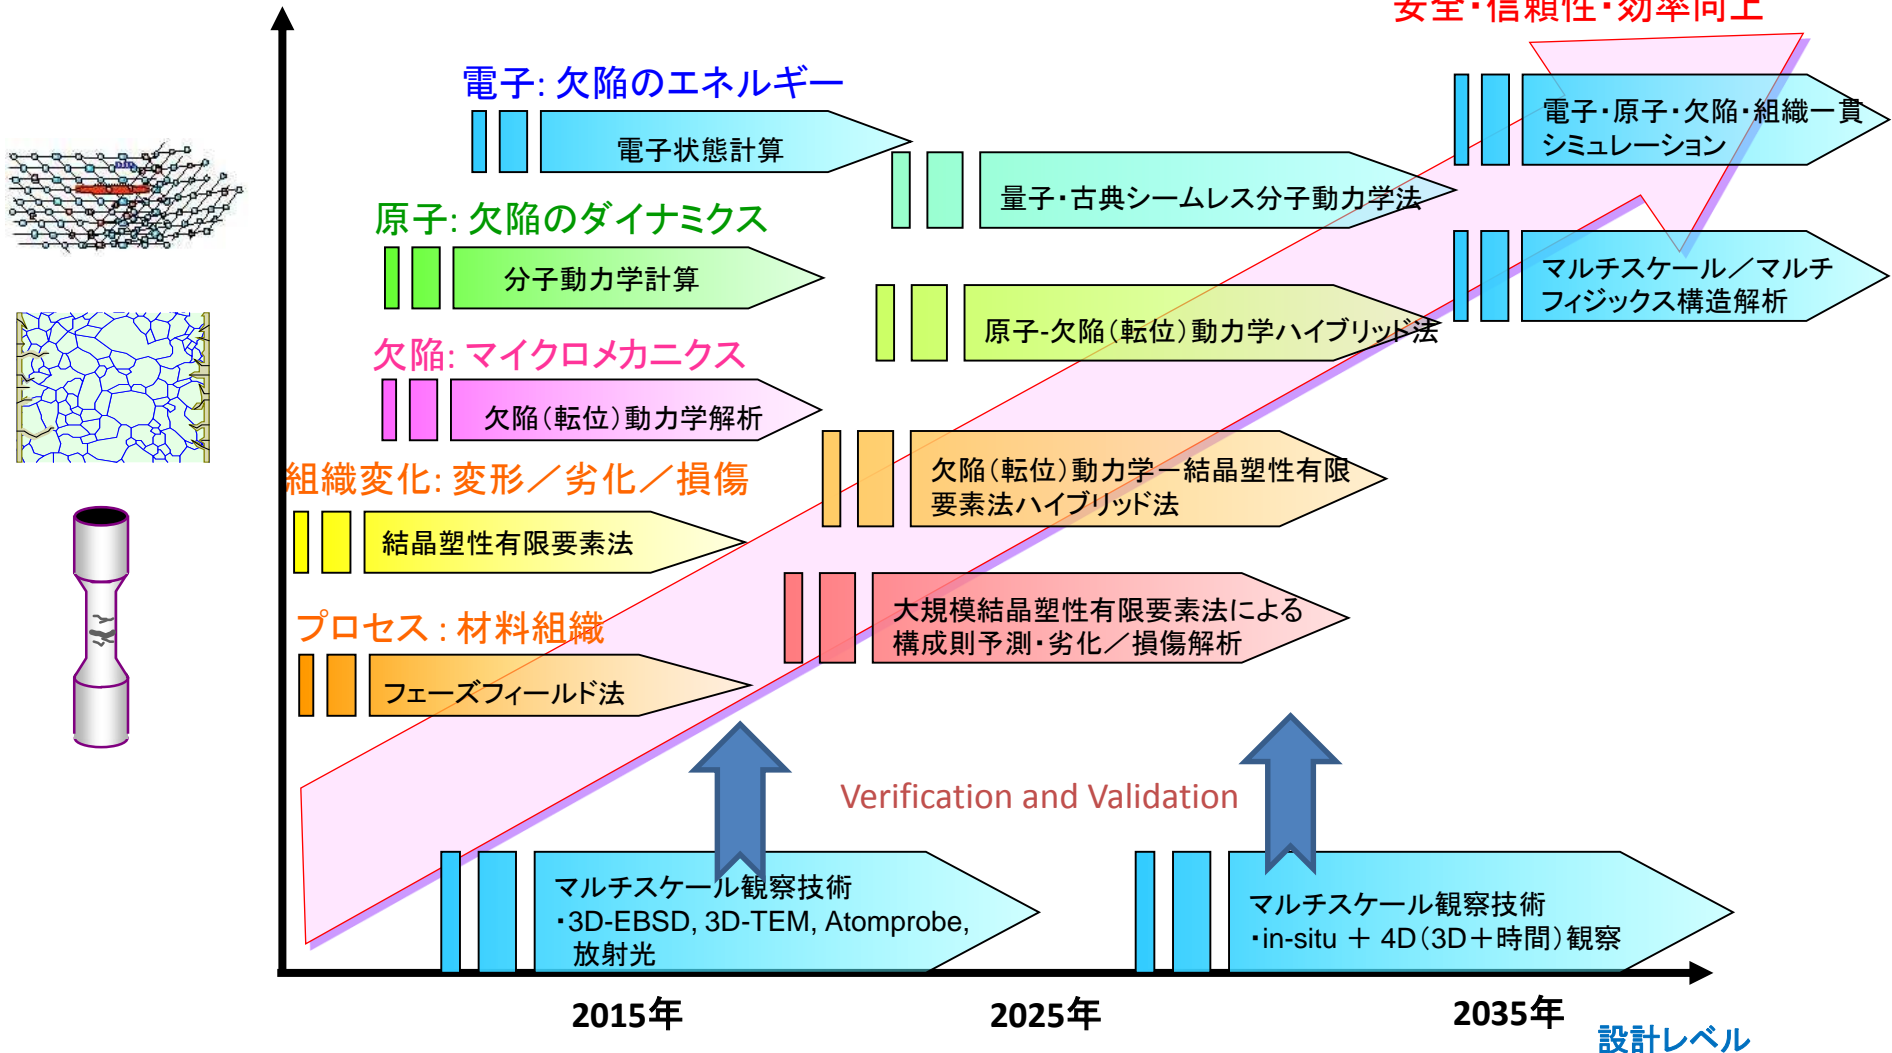 安全・信頼性・効率向上
電子: 欠陥のエネルギー
電子状態計算
電子・原子・欠陥・組織一貫
シミュレーション
量子・古典シームレス分子動力学法
原子: 欠陥のダイナミクス
分子動力学計算
マルチスケール／マルチ
フィジックス構造解析
原子-欠陥（転位）動力学ハイブリッド法
欠陥: マイクロメカニクス
欠陥（転位）動力学解析
欠陥（転位）動力学－結晶塑性有限
要素法ハイブリッド法
組織変化: 変形／劣化／損傷
結晶塑性有限要素法
大規模結晶塑性有限要素法による
構成則予測・劣化／損傷解析
プロセス : 材料組織
フェーズフィールド法
Verification and Validation
マルチスケール観察技術
・3D-EBSD, 3D-TEM, Atomprobe,
放射光
マルチスケール観察技術
・in-situ ＋ 4D（3D＋時間）観察
2015年
2025年
2035年
設計レベル